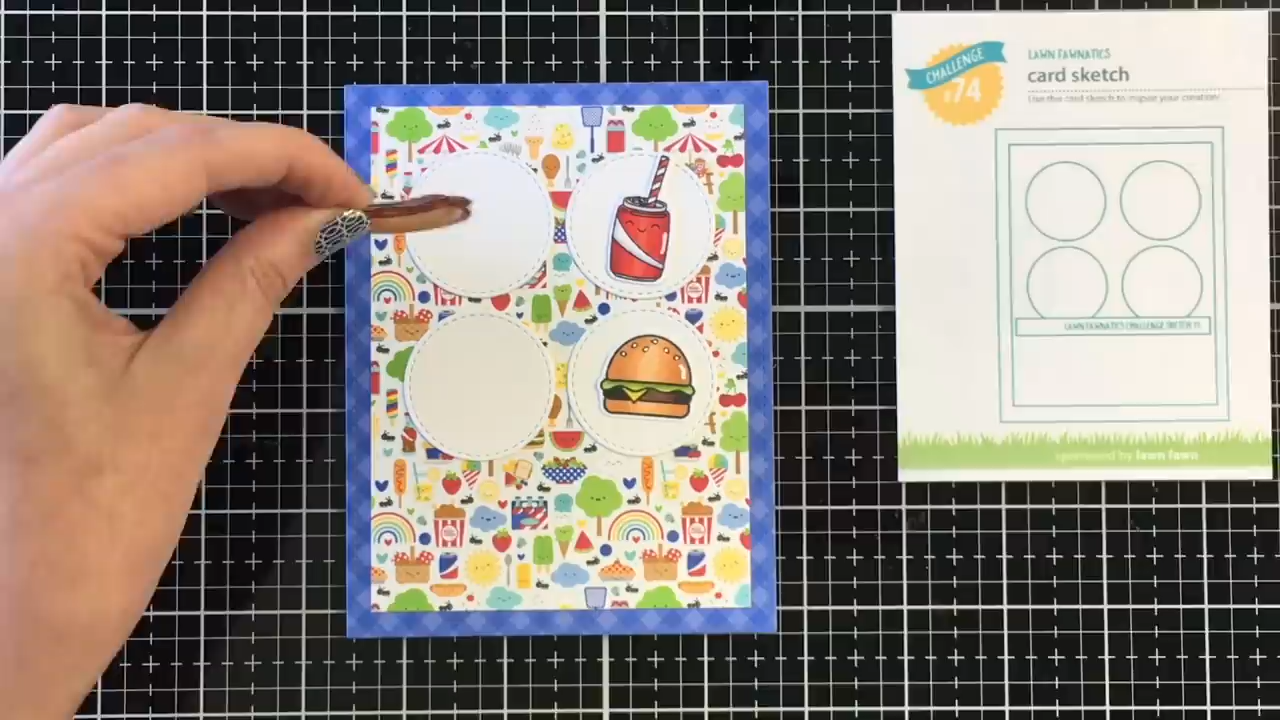 CHALLENGE
#74
LAWN FAWNATICS
card sketch
Use the card sketch to inspire your creation!
LAWN FAWNATICS CHALLENGE SKETCH
sponsored by lawn fawn